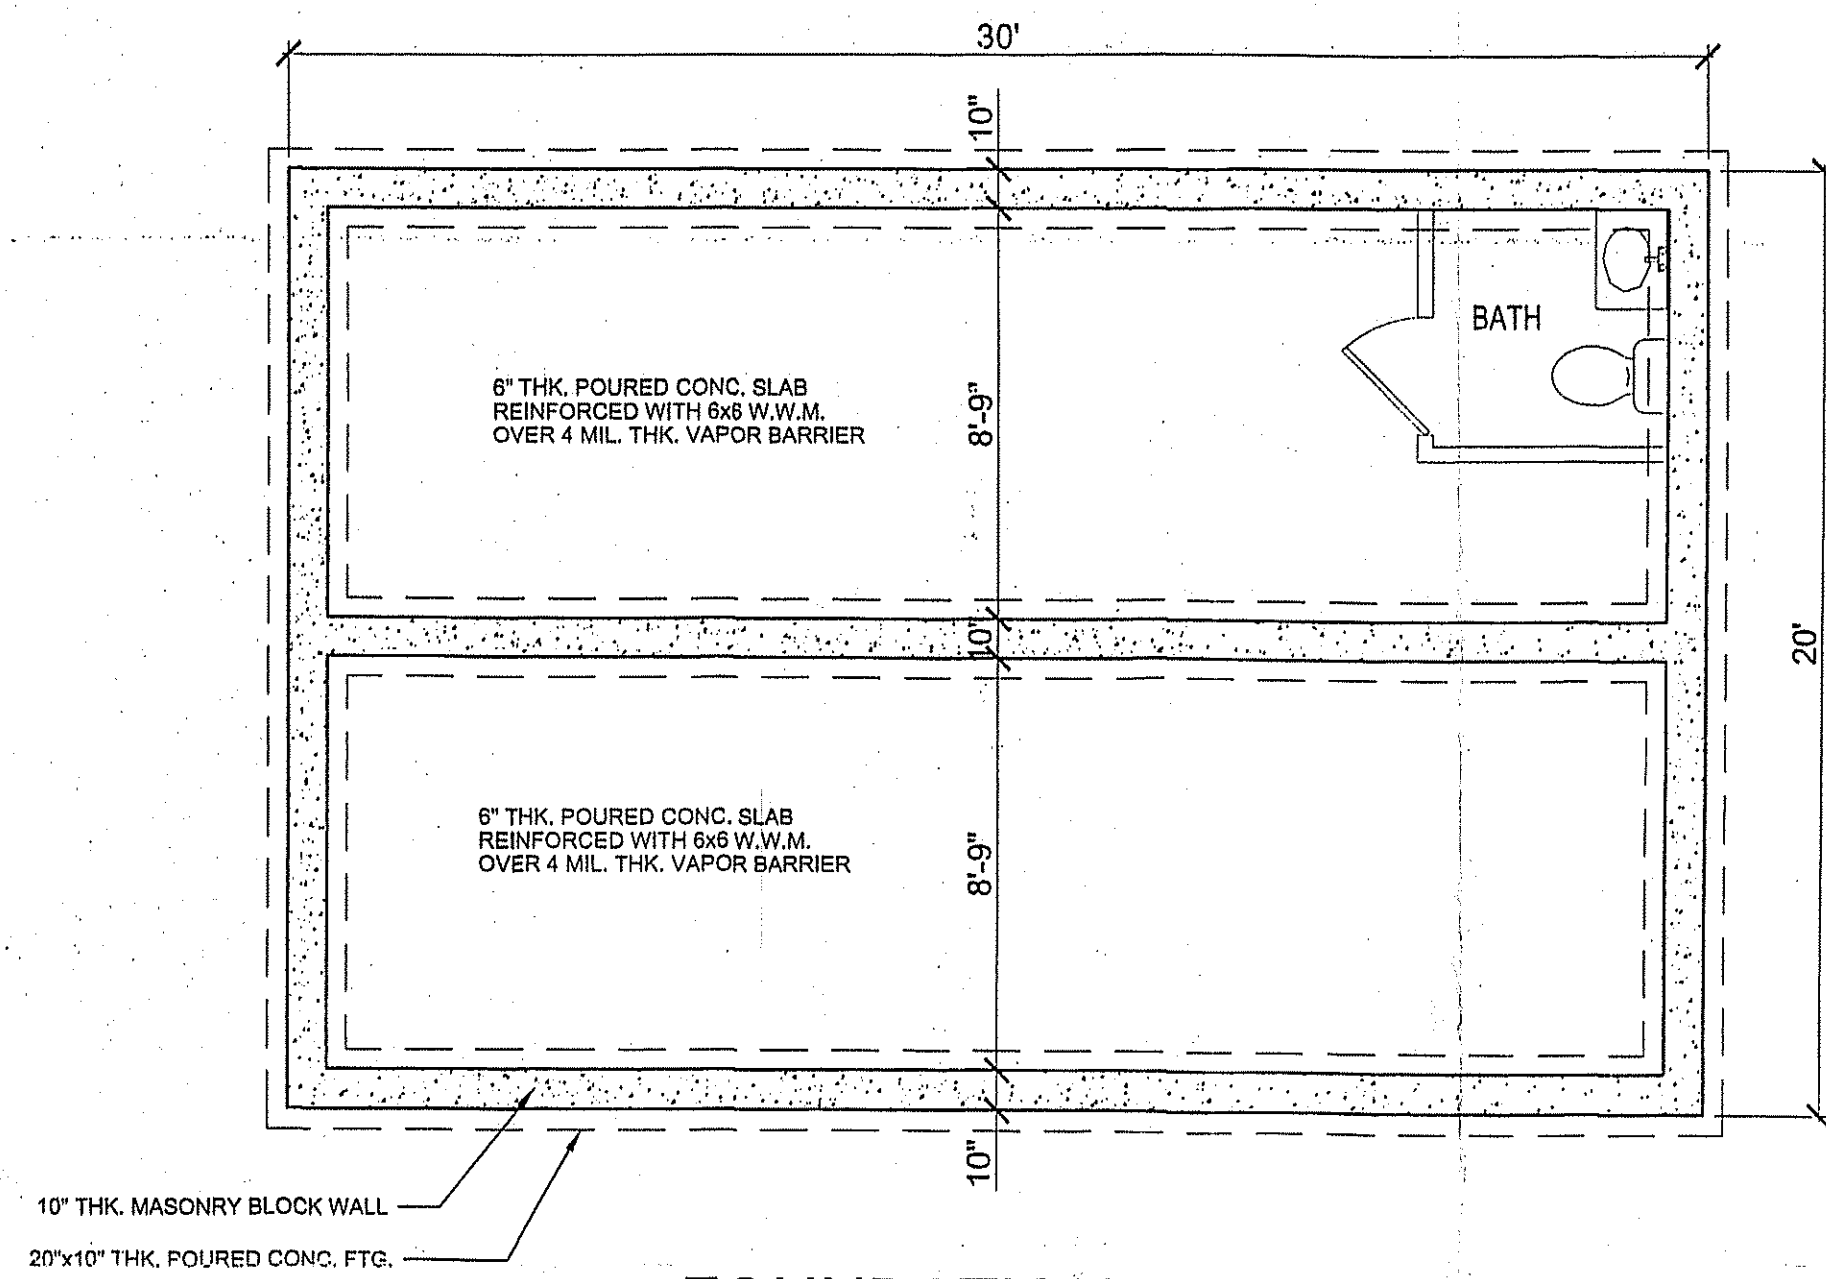 30'
10"
BATH
6" THK. POURED CONC. SLAB
REINFORCED WITH 6x6 W.W.M.
OVER 4 MIL. THK. VAPOR BARRIER
8'-9"
10"
20'
6" THK. POURED CONC. SLAB
REINFORCED WITH 6x6 W.W.M.
OVER 4 MIL. THK. VAPOR BARRIER
8'-9"
10"
10" THK. MASONRY BLOCK WALL
20"x10" THK. POURED CONC. FTG.